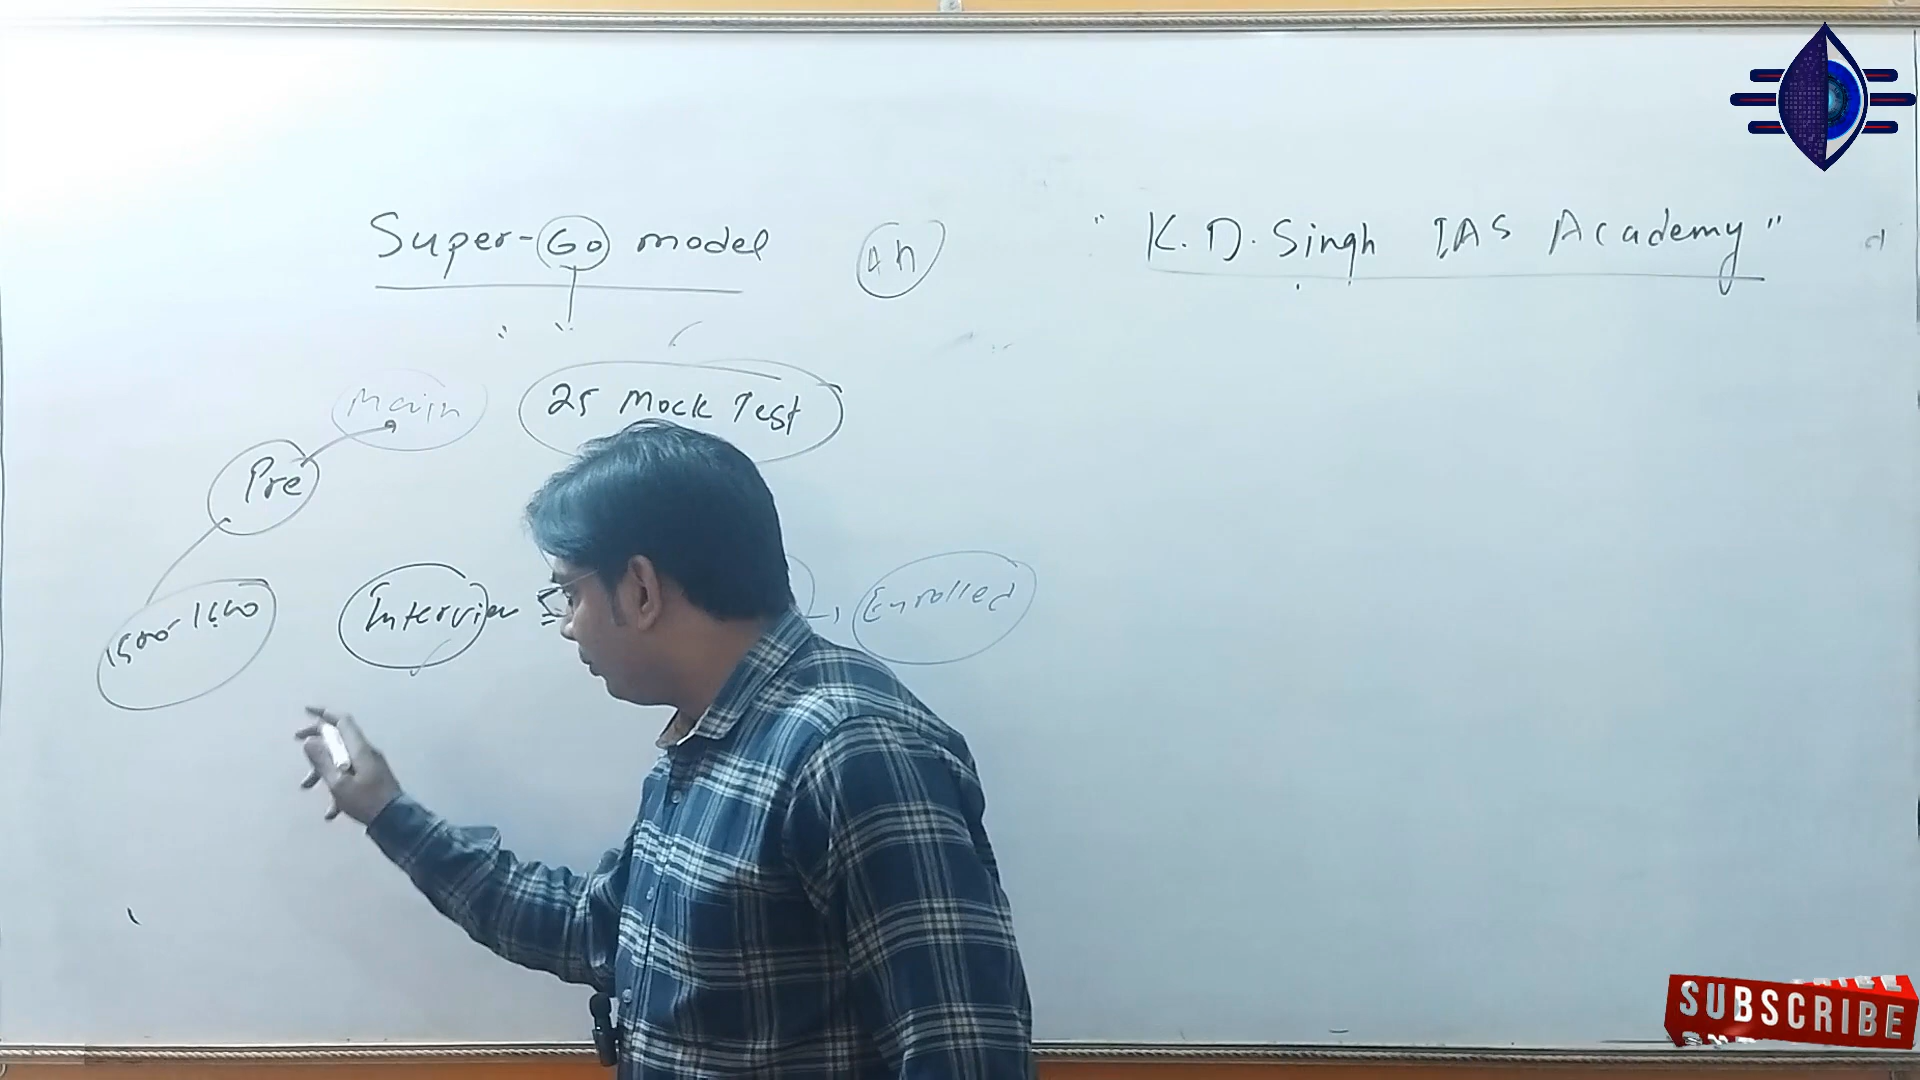 Super-60 model
4h
"K. D. Singh IAS Academy"
Main
25 Mock Test
Pre
1500-1600
Interview
Enrolled
SUBSCRIBE